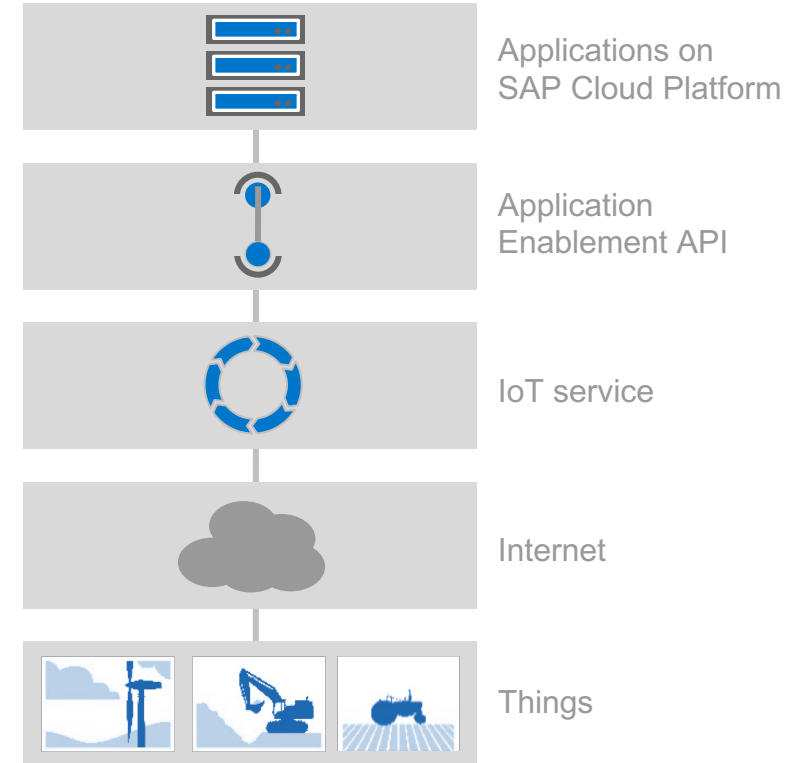 Applications on
SAP Cloud Platform
Application
Enablement API
IoT service
Internet
Things